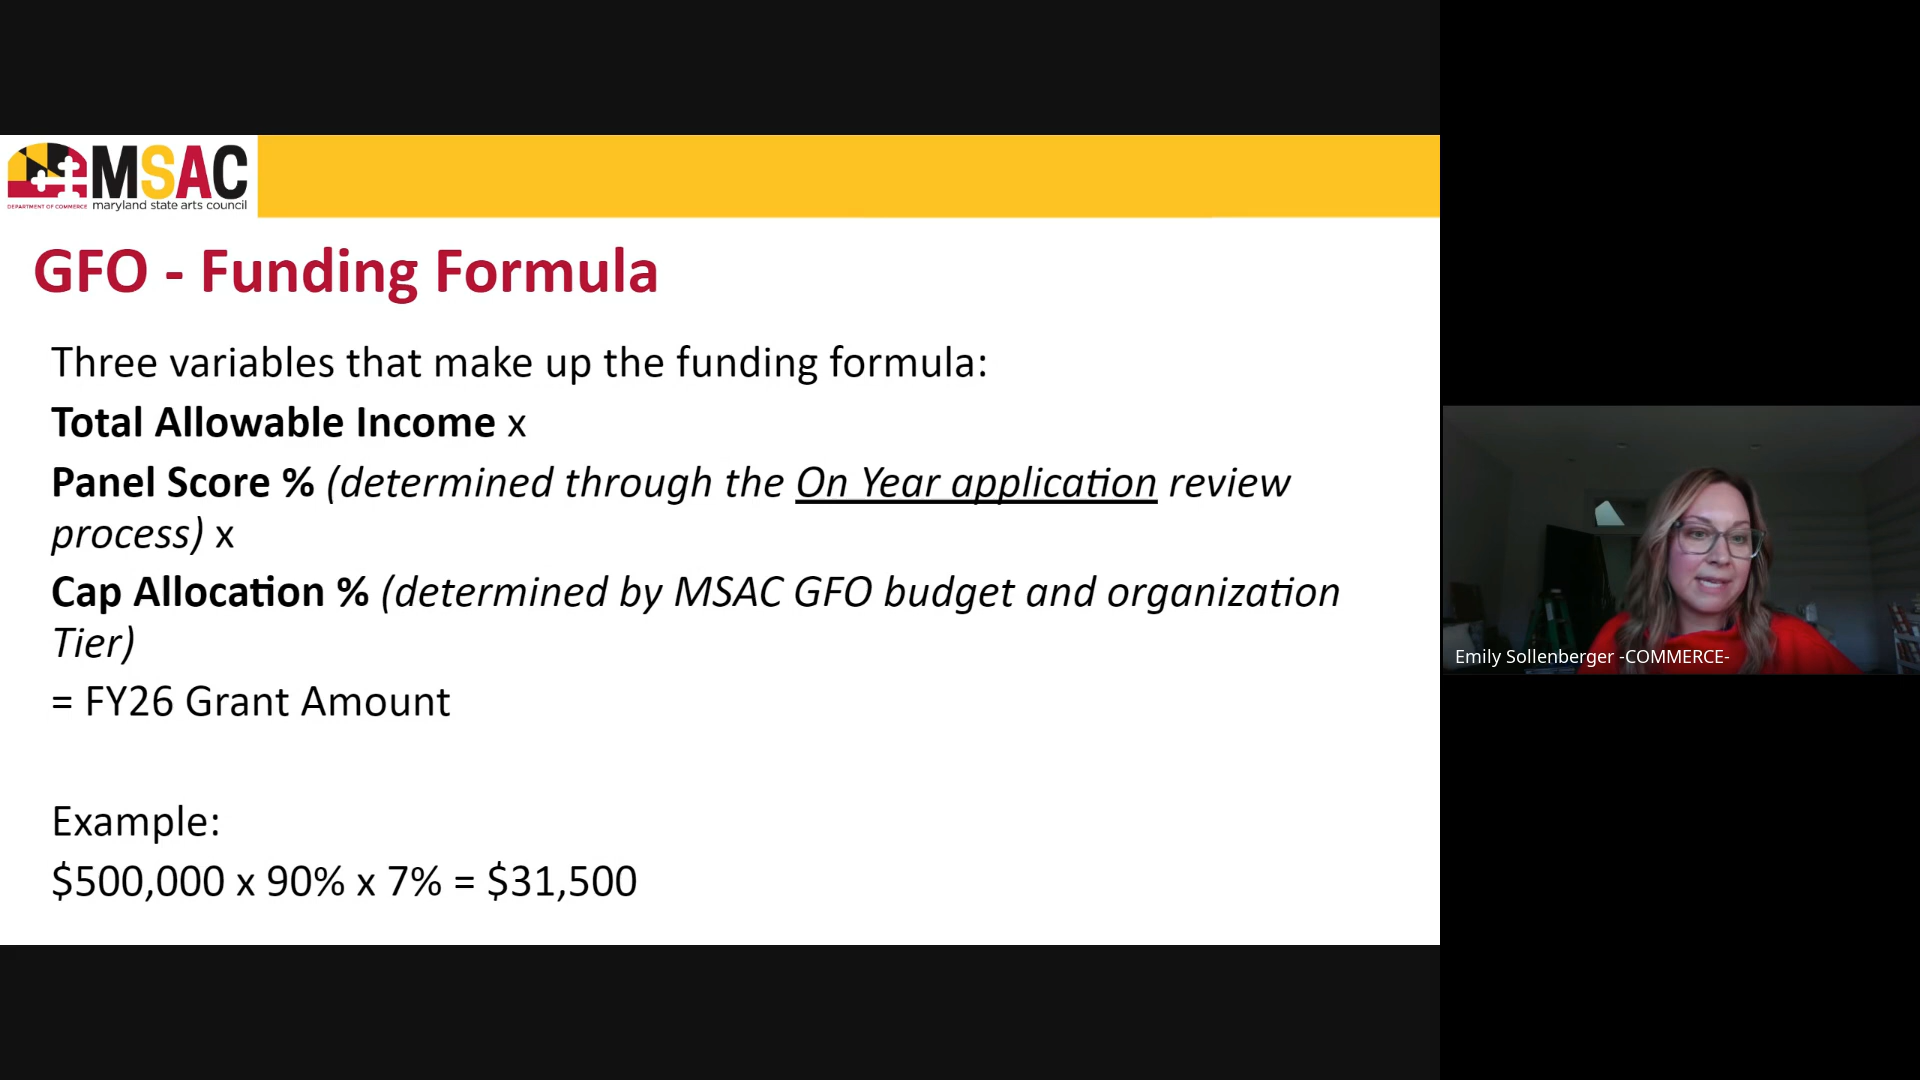 MSAC
DEPARTMENT OF COMMERCE
maryland state arts council
GFO - Funding Formula
Three variables that make up the funding formula:
Total Allowable Income x
Panel Score % (determined through the On Year application review
process) x
Cap Allocation % (determined by MSAC GFO budget and organization
Tier)
= FY26 Grant Amount
Example:
$500,000 x 90% x 7% = $31,500
Emily Sollenberger -COMMERCE-